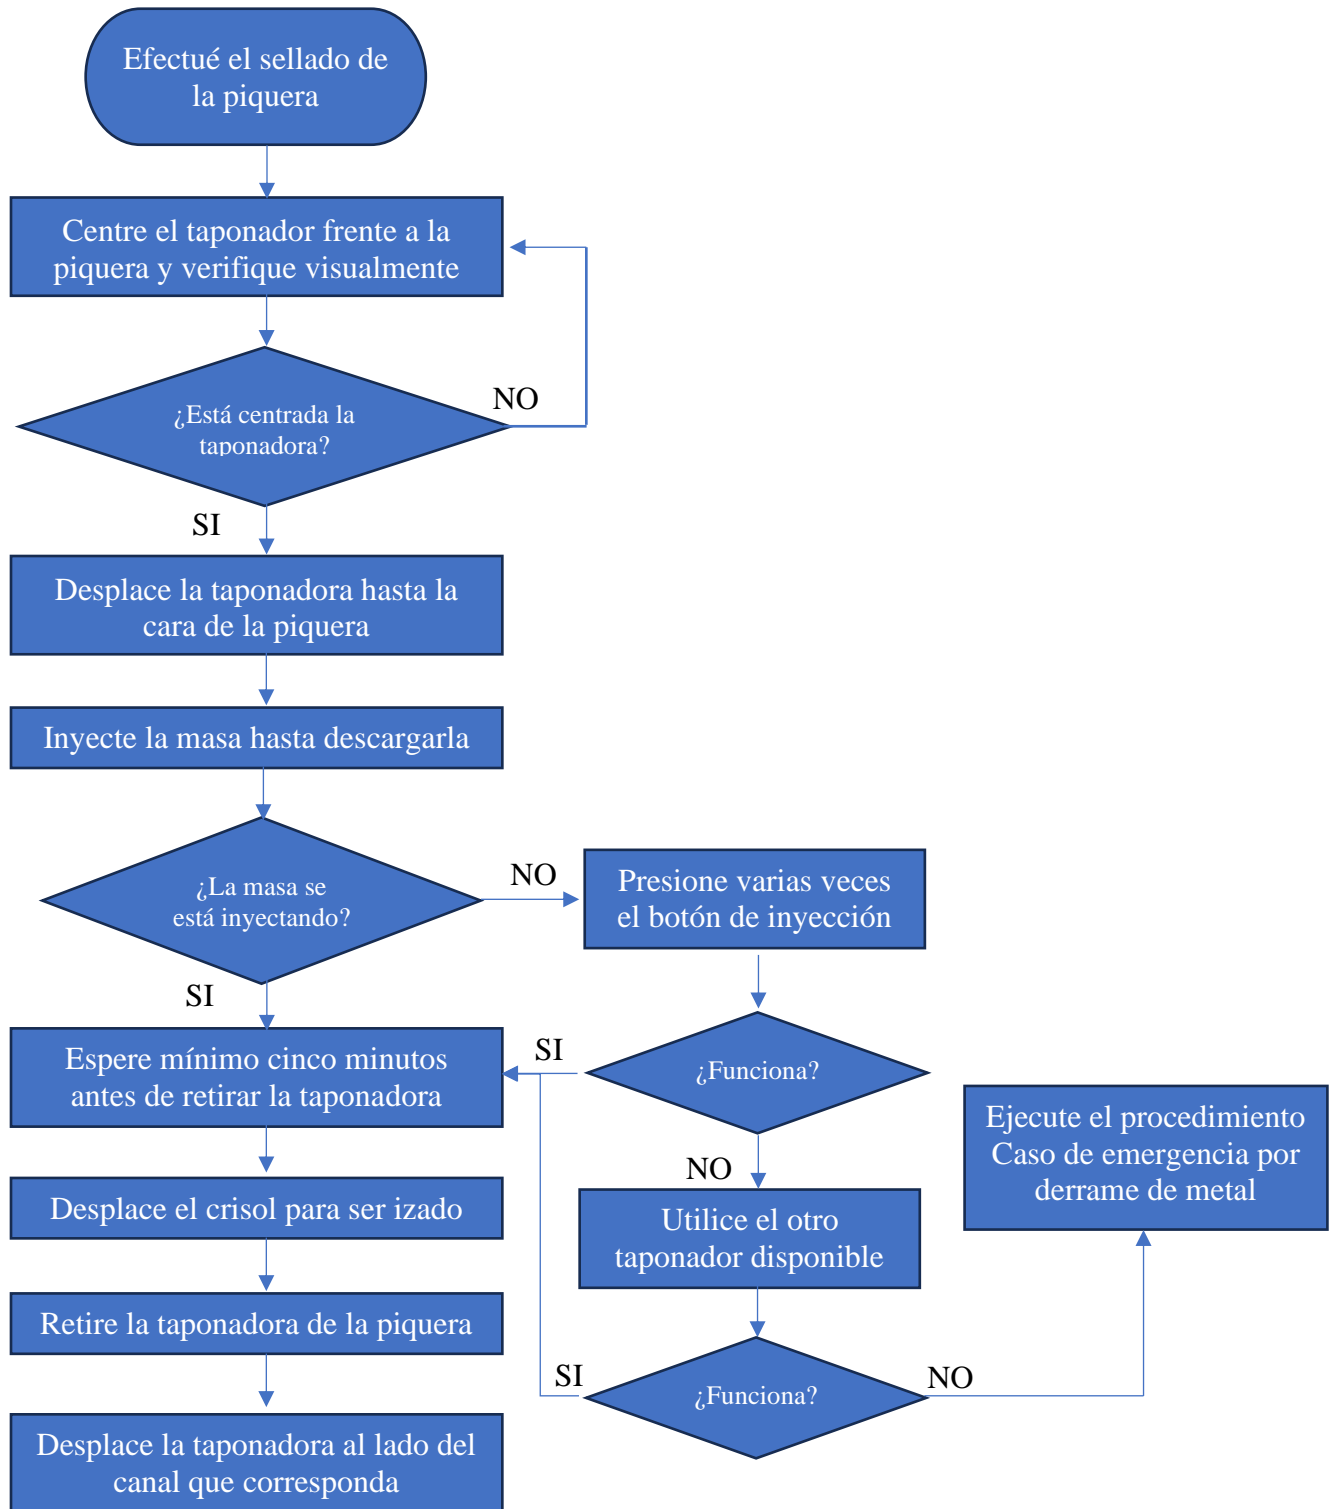 Efectué el sellado de
la piquera
Centre el taponador frente a la
piquera y verifique visualmente
¿Está centrada la
taponadora?
NO
SI
Desplace la taponadora hasta la
cara de la piquera
Inyecte la masa hasta descargarla
¿La masa se
está inyectando?
NO
SI
Presione varias veces
el botón de inyección
¿Funciona?
SI
NO
Espere mínimo cinco minutos
antes de retirar la taponadora
Utilice el otro
taponador disponible
¿Funciona?
SI
NO
Ejecute el procedimiento
Caso de emergencia por
derrame de metal
Desplace el crisol para ser izado
Retire la taponadora de la piquera
Desplace la taponadora al lado del
canal que corresponda